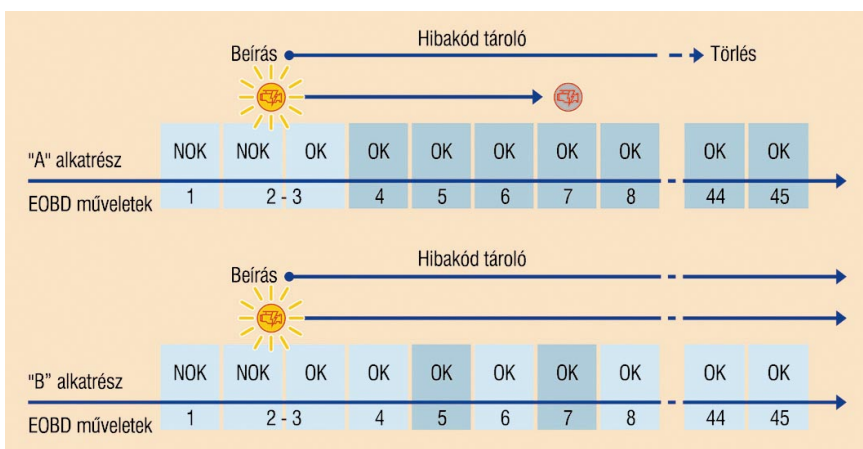 Hibakód tároló
Beírás Törlés
"A" alkatrész NOK NOK OK OK OK OK OK OK OK OK
EOBD műveletek 1 2 - 3 4 5 6 7 8 44 45
Hibakód tároló
Beírás
"B” alkatrész NOK NOK OK OK OK OK OK OK OK OK
EOBD műveletek 1 2 - 3 4 5 6 7 8 44 45